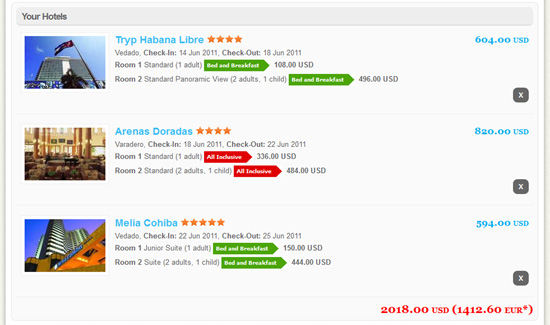 Your Hotels
Tryp Habana Libre 604.00 USD
Vedado, Check-In: 14 Jun 2011, Check-Out: 18 Jun 2011
Room 1 Standard (1 adult) Bed and Breakfast 108.00 USD
Room 2 Standard Panoramic View (2 adults, 1 child) Bed and Breakfast 496.00 USD
X
Arenas Doradas 820.00 USD
Varadero, Check-In: 18 Jun 2011, Check-Out: 22 Jun 2011
Room 1 Standard (1 adult) All Inclusive 336.00 USD
Room 2 Standard (2 adults, 1 child) All Inclusive 484.00 USD
X
Melia Cohiba 594.00 USD
Vedado, Check-In: 22 Jun 2011, Check-Out: 25 Jun 2011
Room 1 Junior Suite (1 adult) Bed and Breakfast 150.00 USD
Room 2 Suite (2 adults, 1 child) Bed and Breakfast 444.00 USD
X
2018.00 USD (1412.60 EUR*)